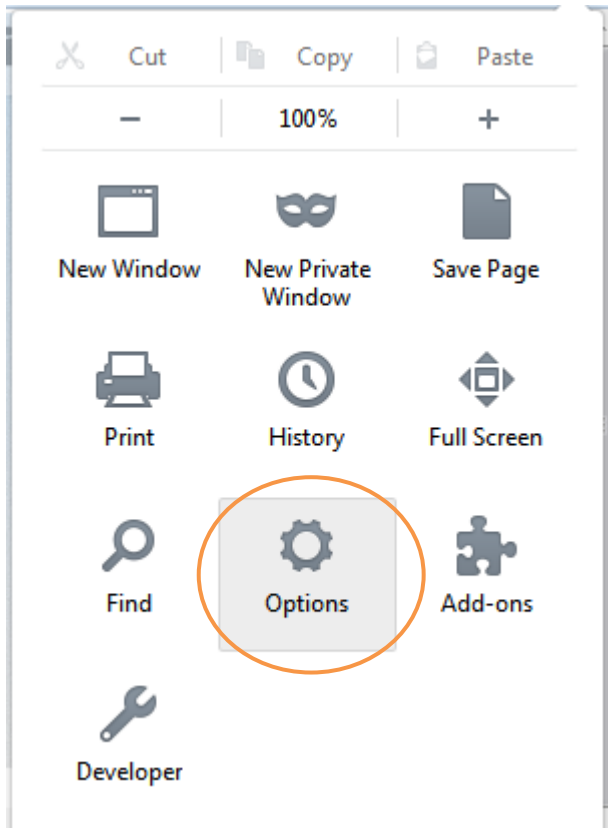 Cut Copy Paste
– 100% +
New Window New Private Save Page
Window
Print History Full Screen
Find Options Add-ons
Developer